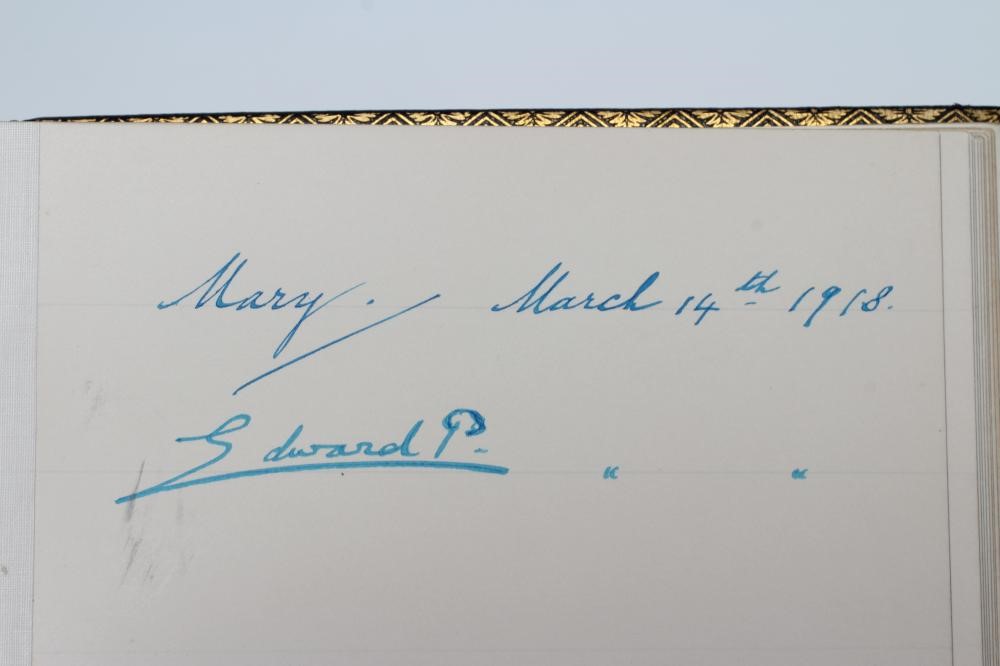 Mary. March 14th 1918.
Edward P. " "